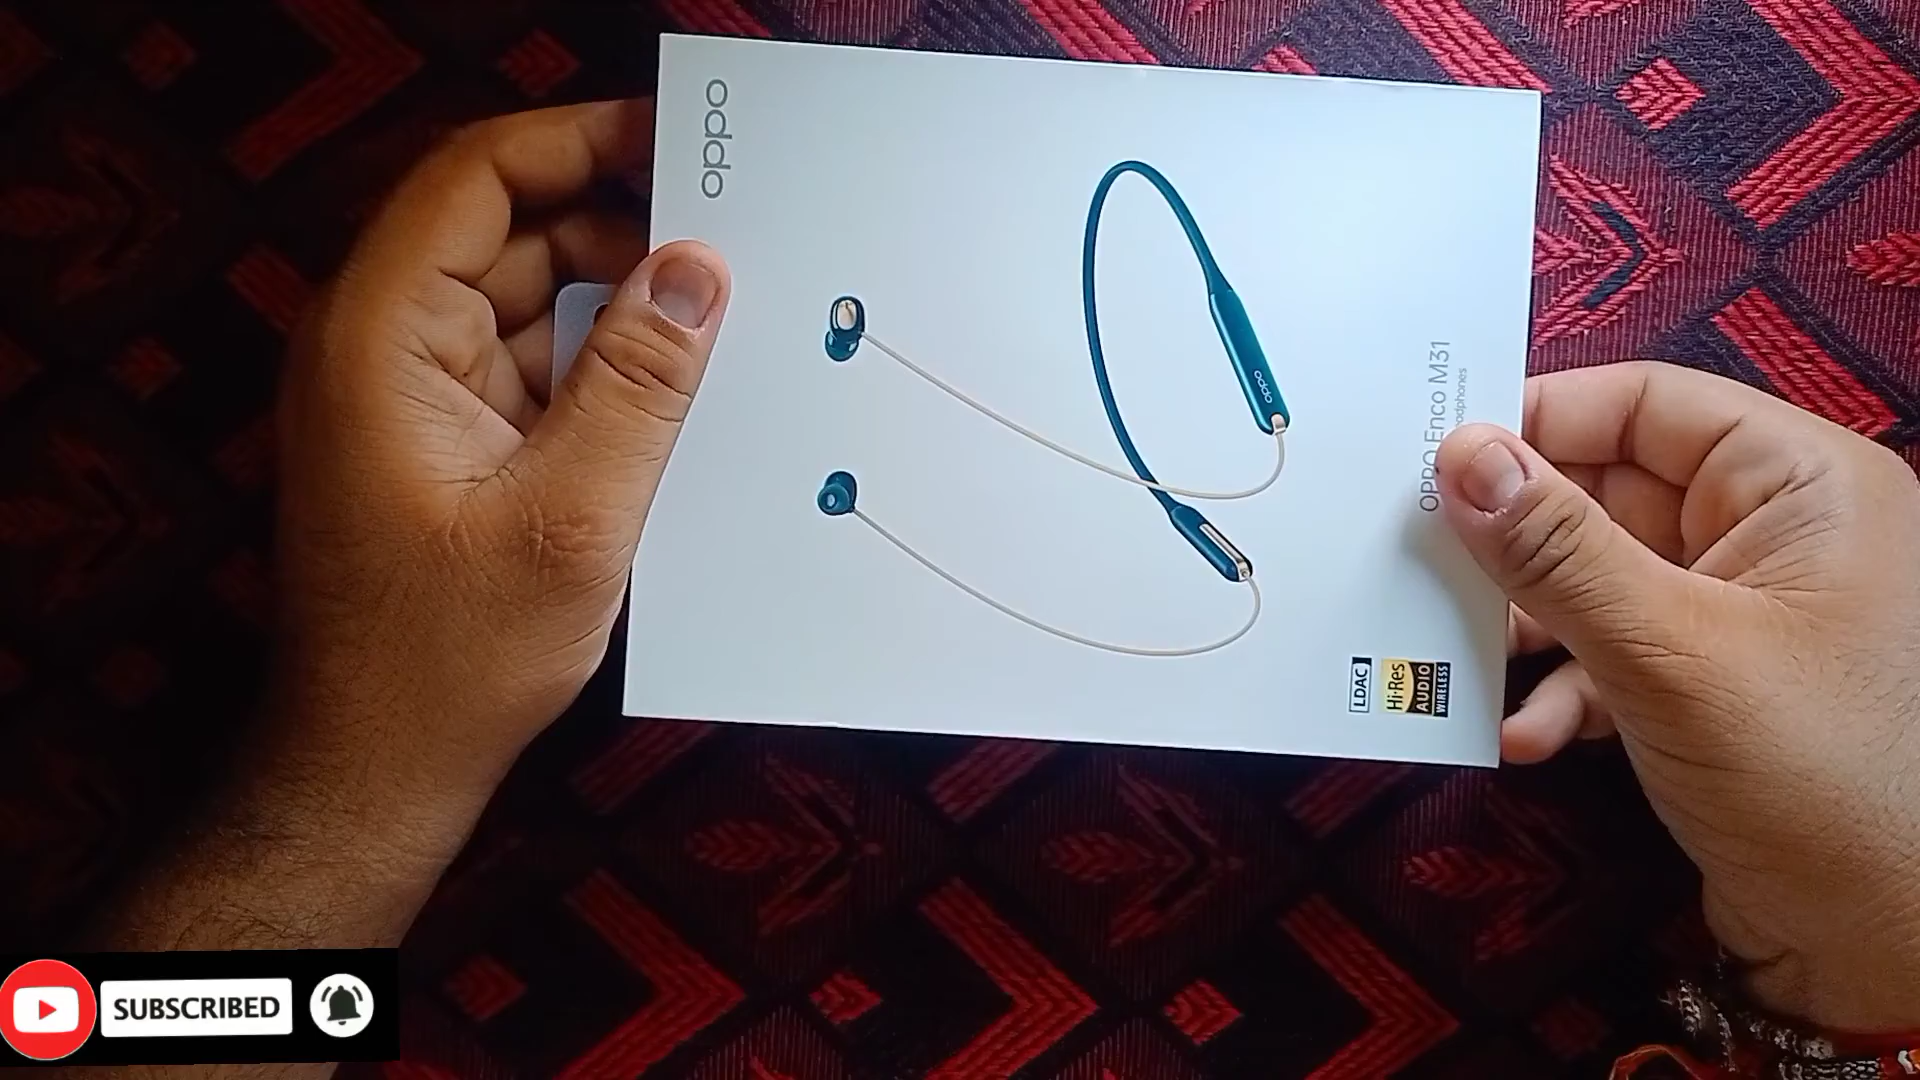 oppo
oppo
OPPO Enco M31
LDAC
Hi-Res
AUDIO
WIRELESS
SUBSCRIBED